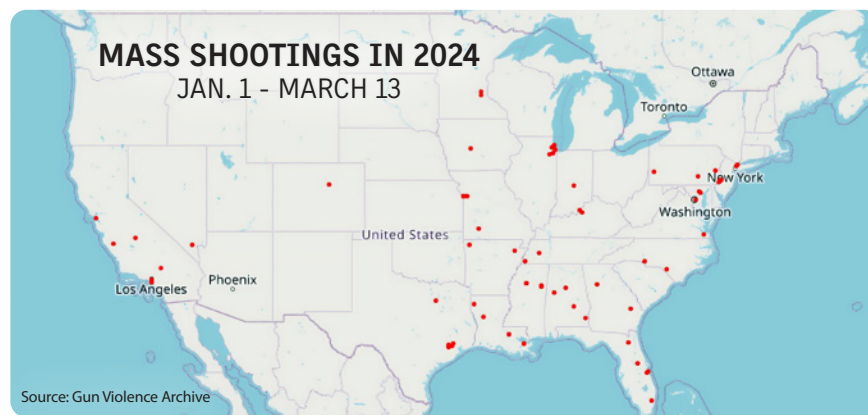 MASS SHOOTINGS IN 2024
JAN. 1 - MARCH 13
Ottawa
Toronto
New York
Washington
United States
Phoenix
Los Angeles
Source: Gun Violence Archive